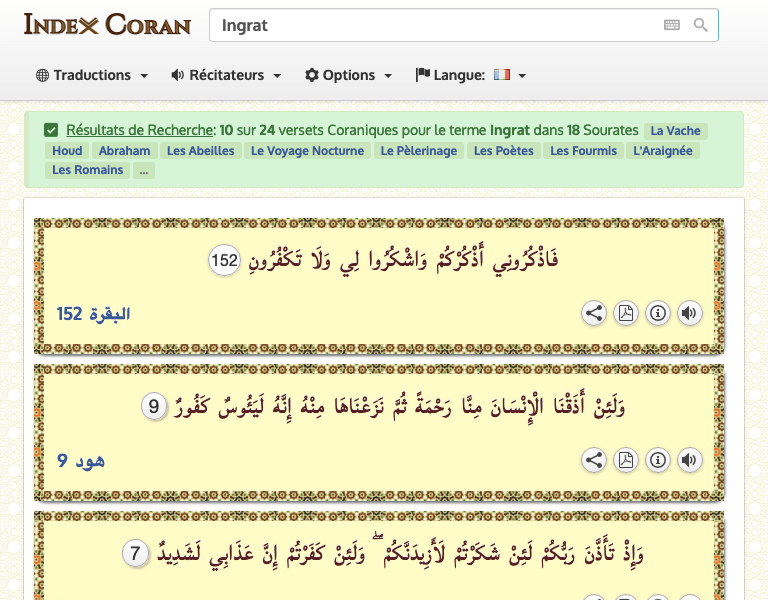 INDEX CORAN
Ingrat
Traductions Récitateurs Options Langue:
Résultats de Recherche: 10 sur 24 versets Coraniques pour le terme Ingrat dans 18 Sourates La Vache
Houd Abraham Les Abeilles Le Voyage Nocturne Le Pèlerinage Les Poètes Les Fourmis L'Araignée
Les Romains ...
فَاذْكُرُونِي أَذْكُرْكُمْ وَاشْكُرُوا لِي وَلَا تَكْفُرُونِ 152
البقرة 152
وَلَئِنْ أَذَقْنَا الْإِنْسَانَ مِنَّا رَحْمَةً ثُمَّ نَزَعْنَاهَا مِنْهُ إِنَّهُ لَيَئُوسٌ كَفُورٌ 9
هود 9
وَإِذْ تَأَذَّنَ رَبُّكُمْ لَئِنْ شَكَرْتُمْ لَأَزِيدَنَّكُمْ ۖ وَلَئِنْ كَفَرْتُمْ إِنَّ عَذَابِي لَشَدِيدٌ 7